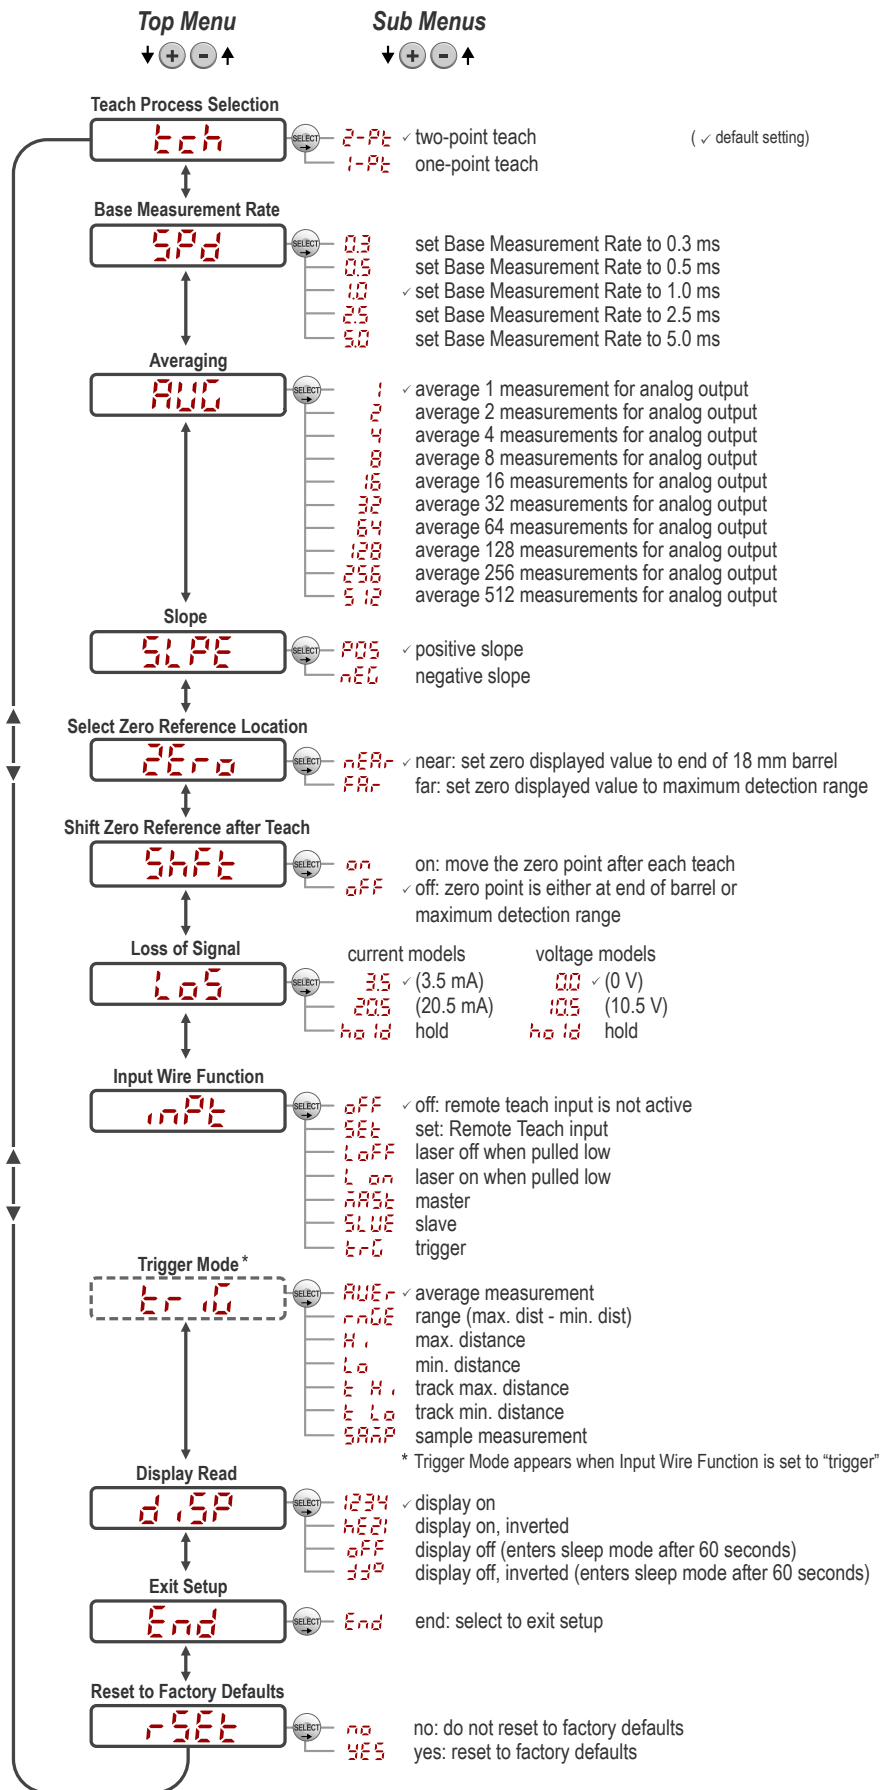 Top Menu Sub Menus
+ - + -
Teach Process Selection
tch SELECT 2-Pt ✓ two-point teach ( ✓ default setting)
1-Pt one-point teach
Base Measurement Rate
SPd SELECT 0.3 set Base Measurement Rate to 0.3 ms
0.5 set Base Measurement Rate to 0.5 ms
1.0 ✓ set Base Measurement Rate to 1.0 ms
2.5 set Base Measurement Rate to 2.5 ms
5.0 set Base Measurement Rate to 5.0 ms
Averaging
AUG SELECT 1 ✓ average 1 measurement for analog output
2 average 2 measurements for analog output
4 average 4 measurements for analog output
8 average 8 measurements for analog output
16 average 16 measurements for analog output
32 average 32 measurements for analog output
64 average 64 measurements for analog output
128 average 128 measurements for analog output
256 average 256 measurements for analog output
512 average 512 measurements for analog output
Slope
SLPE SELECT POS ✓ positive slope
nEG negative slope
Select Zero Reference Location
ZEro SELECT nEAr ✓ near: set zero displayed value to end of 18 mm barrel
FAr far: set zero displayed value to maximum detection range
Shift Zero Reference after Teach
ShFt SELECT on on: move the zero point after each teach
oFF ✓ off: zero point is either at end of barrel or
maximum detection range
Loss of Signal
current models voltage models
LoS SELECT 3.5 ✓ (3.5 mA) 0.0 ✓ (0 V)
20.5 (20.5 mA) 10.5 (10.5 V)
hold hold hold hold
Input Wire Function
inPt SELECT oFF ✓ off: remote teach input is not active
SEt set: Remote Teach input
LoFF laser off when pulled low
L on laser on when pulled low
mASt master
SLUE slave
trG trigger
Trigger Mode *
triG SELECT AUEr ✓ average measurement
rnGE range (max. dist - min. dist)
Hi max. distance
Lo min. distance
t Hi track max. distance
t Lo track min. distance
SAmP sample measurement
* Trigger Mode appears when Input Wire Function is set to “trigger”
Display Read
diSP SELECT 1234 ✓ display on
hEZ1 display on, inverted
oFF display off (enters sleep mode after 60 seconds)
display off, inverted (enters sleep mode after 60 seconds)
Exit Setup
End SELECT End end: select to exit setup
Reset to Factory Defaults
rSEt SELECT no no: do not reset to factory defaults
YES yes: reset to factory defaults